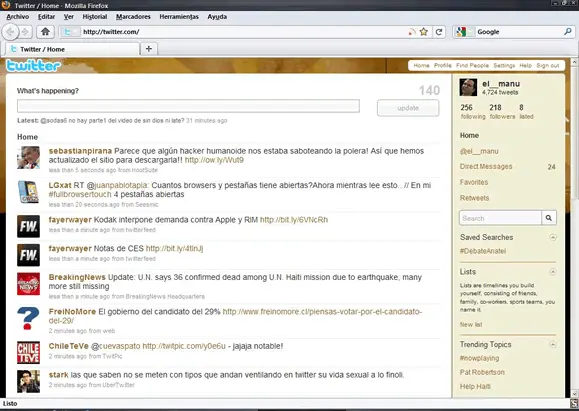 Twitter / Home - Mozilla Firefox
Archivo Editar Ver Historial Marcadores Herramientas Ayuda
http://twitter.com/
Google
Twitter / Home
twitter
Home Profile Find People Settings Help Sign out
What's happening?
140
update
Latest: @sodaafi no hay parte1 del video de sin dios ni late? 31 minutes ago
Home
sebastianpirana Parece que algún hacker humanoide nos estaba saboteando la polera! Así que hemos
actualizado el sitio para descargarla!! http://ow.ly/Wut9
less than 5 seconds ago from HootSuite
LGxat RT @juanpablotapia: Cuantos browsers y pestañas tiene abiertas?Ahora mientras lee esto.. // En mi
#fullbrowsertouch 4 pestañas abiertas
less than 20 seconds ago from Seesmic
fayerwayer Kodak interpone demanda contra Apple y RIM http://bit.ly/6VNcRh
less than a minute ago from twitterfeed
fayerwayer Notas de CES http://bit.ly/4tlnJj
less than a minute ago from twitterfeed
BreakingNews Update: U.N. says 36 confirmed dead among U.N. Haiti mission due to earthquake, many
more still missing
less than a minute ago from BreakingNews Headquarters
FreiNoMore El gobierno del candidato del 29% http://www.freinomore.cl/piensas-votar-por-el-candidato-
del-29/
2 minutes ago from web
ChileTeVe @cuevaspato http://twitpic.com/y0e6u - jajaja notable!
2 minutes ago from TwitPic
stark las que saben no se meten con tipos que andan ventilando en twitter su vida sexual a lo finoli.
2 minutes ago from UberTwitter
el__manu
4,724 tweets
256 218 8
following followers listed
Home
@el__manu
Direct Messages 24
Favorites
Retweets
Search
Saved Searches
#DebateAnatel
Lists
Lists are timelines you build
yourself, consisting of friends,
family, co-workers, sports teams, you
name it.
New list
Trending Topics
#nowplaying
Pat Robertson
Help Haiti
FW.
FW.
BREAKING NEWS
CHILE
TEVE
Listo